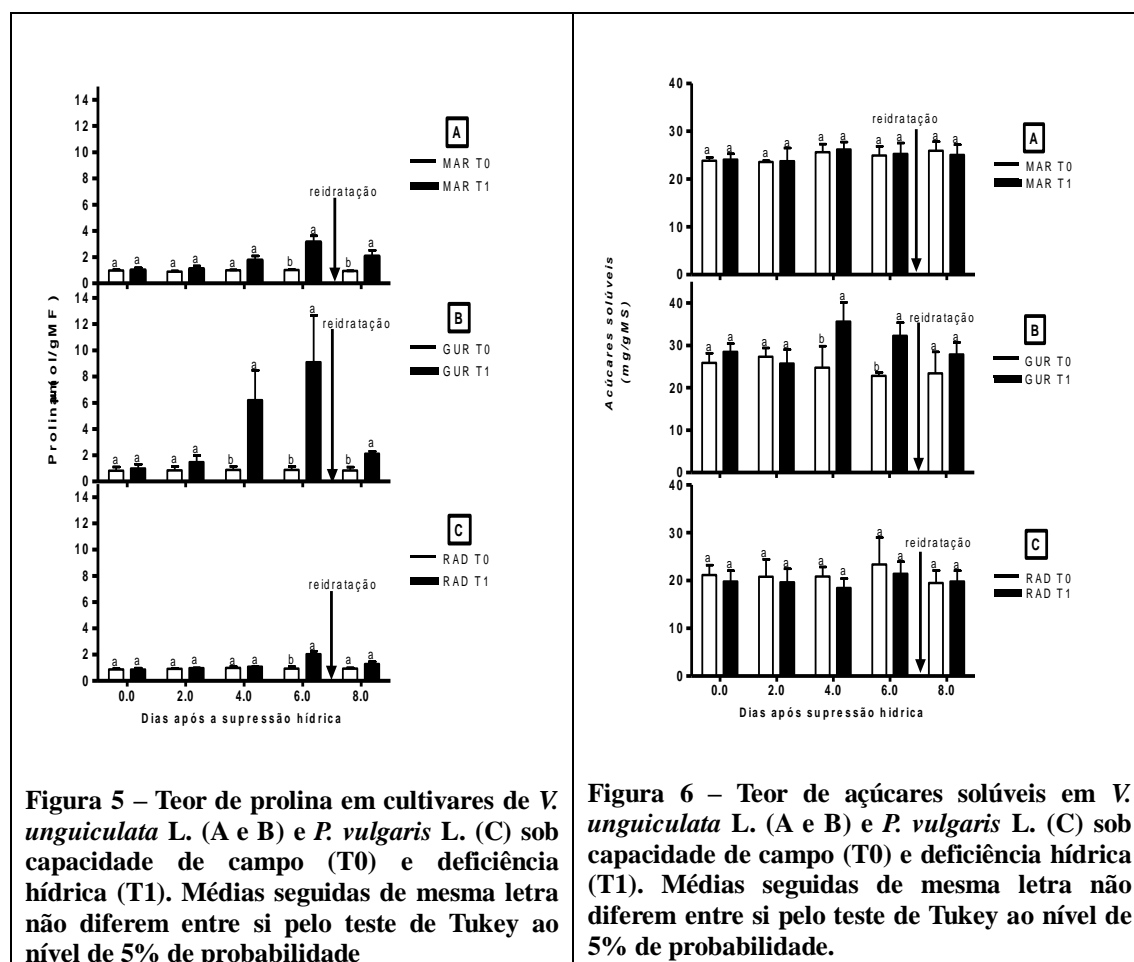 14
12
10
8
6
4
2
0
A
MAR T0
MAR T1
reidratação
a a a a a a b a b a
14
12
10
8
6
4
2
0
B
GUR T0
GUR T1
reidratação
a a a a b a b a b a
14
12
10
8
6
4
2
0
C
RAD T0
RAD T1
reidratação
a a a a a a b a a a
0.0 2.0 4.0 6.0 8.0
Dias após a supressão hídrica
Figura 5 – Teor de prolina em cultivares de V.
unguiculata L. (A e B) e P. vulgaris L. (C) sob
capacidade de campo (T0) e deficiência
hídrica (T1). Médias seguidas de mesma letra
não diferem entre si pelo teste de Tukey ao
nível de 5% de probabilidade
Acúcares solúveis
(mg/gMS)
40
30
20
10
0
A
MAR T0
MAR T1
reidratação
a a a a a a a a a a
40
30
20
10
0
B
GUR T0
GUR T1
reidratação
a a a a b a b a a a
40
30
20
10
0
C
RAD T0
RAD T1
reidratação
a a a a a a a a a a
0.0 2.0 4.0 6.0 8.0
Dias após supressão hídrica
Figura 6 – Teor de açúcares solúveis em V.
unguiculata L. (A e B) e P. vulgaris L. (C) sob
capacidade de campo (T0) e deficiência hídrica
(T1). Médias seguidas de mesma letra não
diferem entre si pelo teste de Tukey ao nível de
5% de probabilidade.